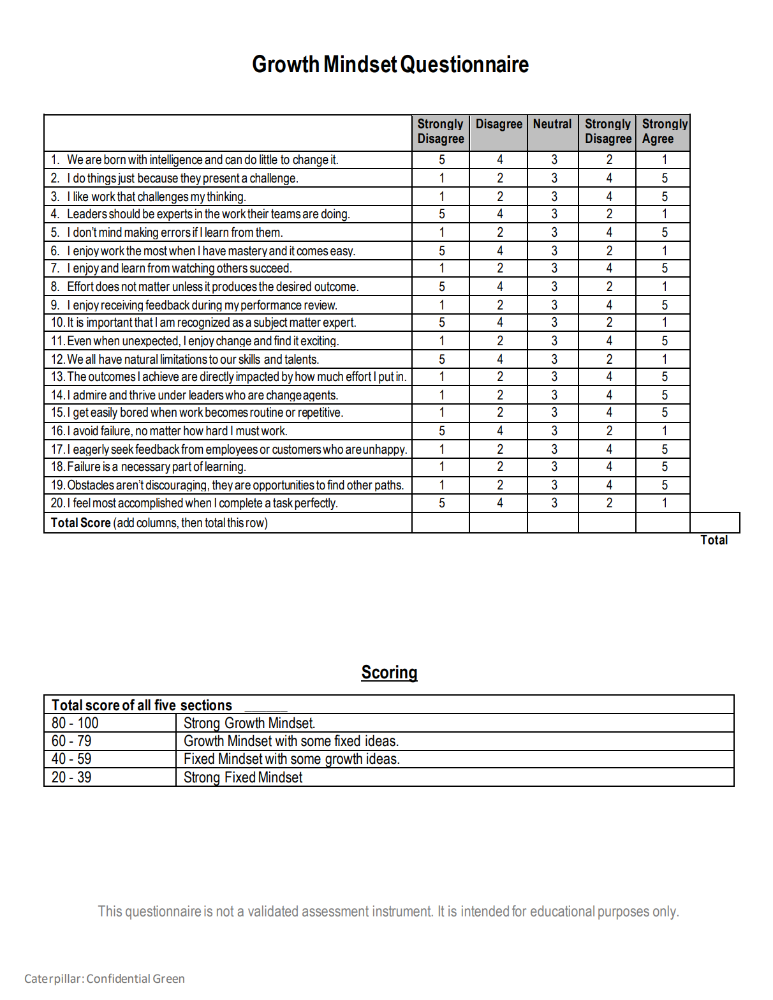 Growth Mindset Questionnaire
Strongly Disagree Neutral Strongly Strongly
Disagree Disagree Agree
1. We are born with intelligence and can do little to change it. 5 4 3 2 1
2. I do things just because they present a challenge. 1 2 3 4 5
3. I like work that challenges my thinking. 1 2 3 4 5
4. Leaders should be experts in the work their teams are doing. 5 4 3 2 1
5. I don't mind making errors if I learn from them. 1 2 3 4 5
6. I enjoy work the most when I have mastery and it comes easy. 5 4 3 2 1
7. I enjoy and learn from watching others succeed. 1 2 3 4 5
8. Effort does not matter unless it produces the desired outcome. 5 4 3 2 1
9. I enjoy receiving feedback during my performance review. 1 2 3 4 5
10. It is important that I am recognized as a subject matter expert. 5 4 3 2 1
11. Even when unexpected, I enjoy change and find it exciting. 1 2 3 4 5
12. We all have natural limitations to our skills and talents. 5 4 3 2 1
13. The outcomes I achieve are directly impacted by how much effort I put in. 1 2 3 4 5
14. I admire and thrive under leaders who are change agents. 1 2 3 4 5
15. I get easily bored when work becomes routine or repetitive. 1 2 3 4 5
16. I avoid failure, no matter how hard I must work. 5 4 3 2 1
17. I eagerly seek feedback from employees or customers who are unhappy. 1 2 3 4 5
18. Failure is a necessary part of learning. 1 2 3 4 5
19. Obstacles aren't discouraging, they are opportunities to find other paths. 1 2 3 4 5
20. I feel most accomplished when I complete a task perfectly. 5 4 3 2 1
Total Score (add columns, then total this row)
Total
Scoring
Total score of all five sections ______
80 - 100 Strong Growth Mindset.
60 - 79 Growth Mindset with some fixed ideas.
40 - 59 Fixed Mindset with some growth ideas.
20 - 39 Strong Fixed Mindset
This questionnaire is not a validated assessment instrument. It is intended for educational purposes only.
Caterpillar: Confidential Green